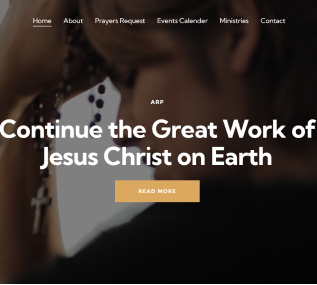 Home About Prayers Request Events Calender Ministries Contact
ARP
Continue the Great Work of
Jesus Christ on Earth
READ MORE